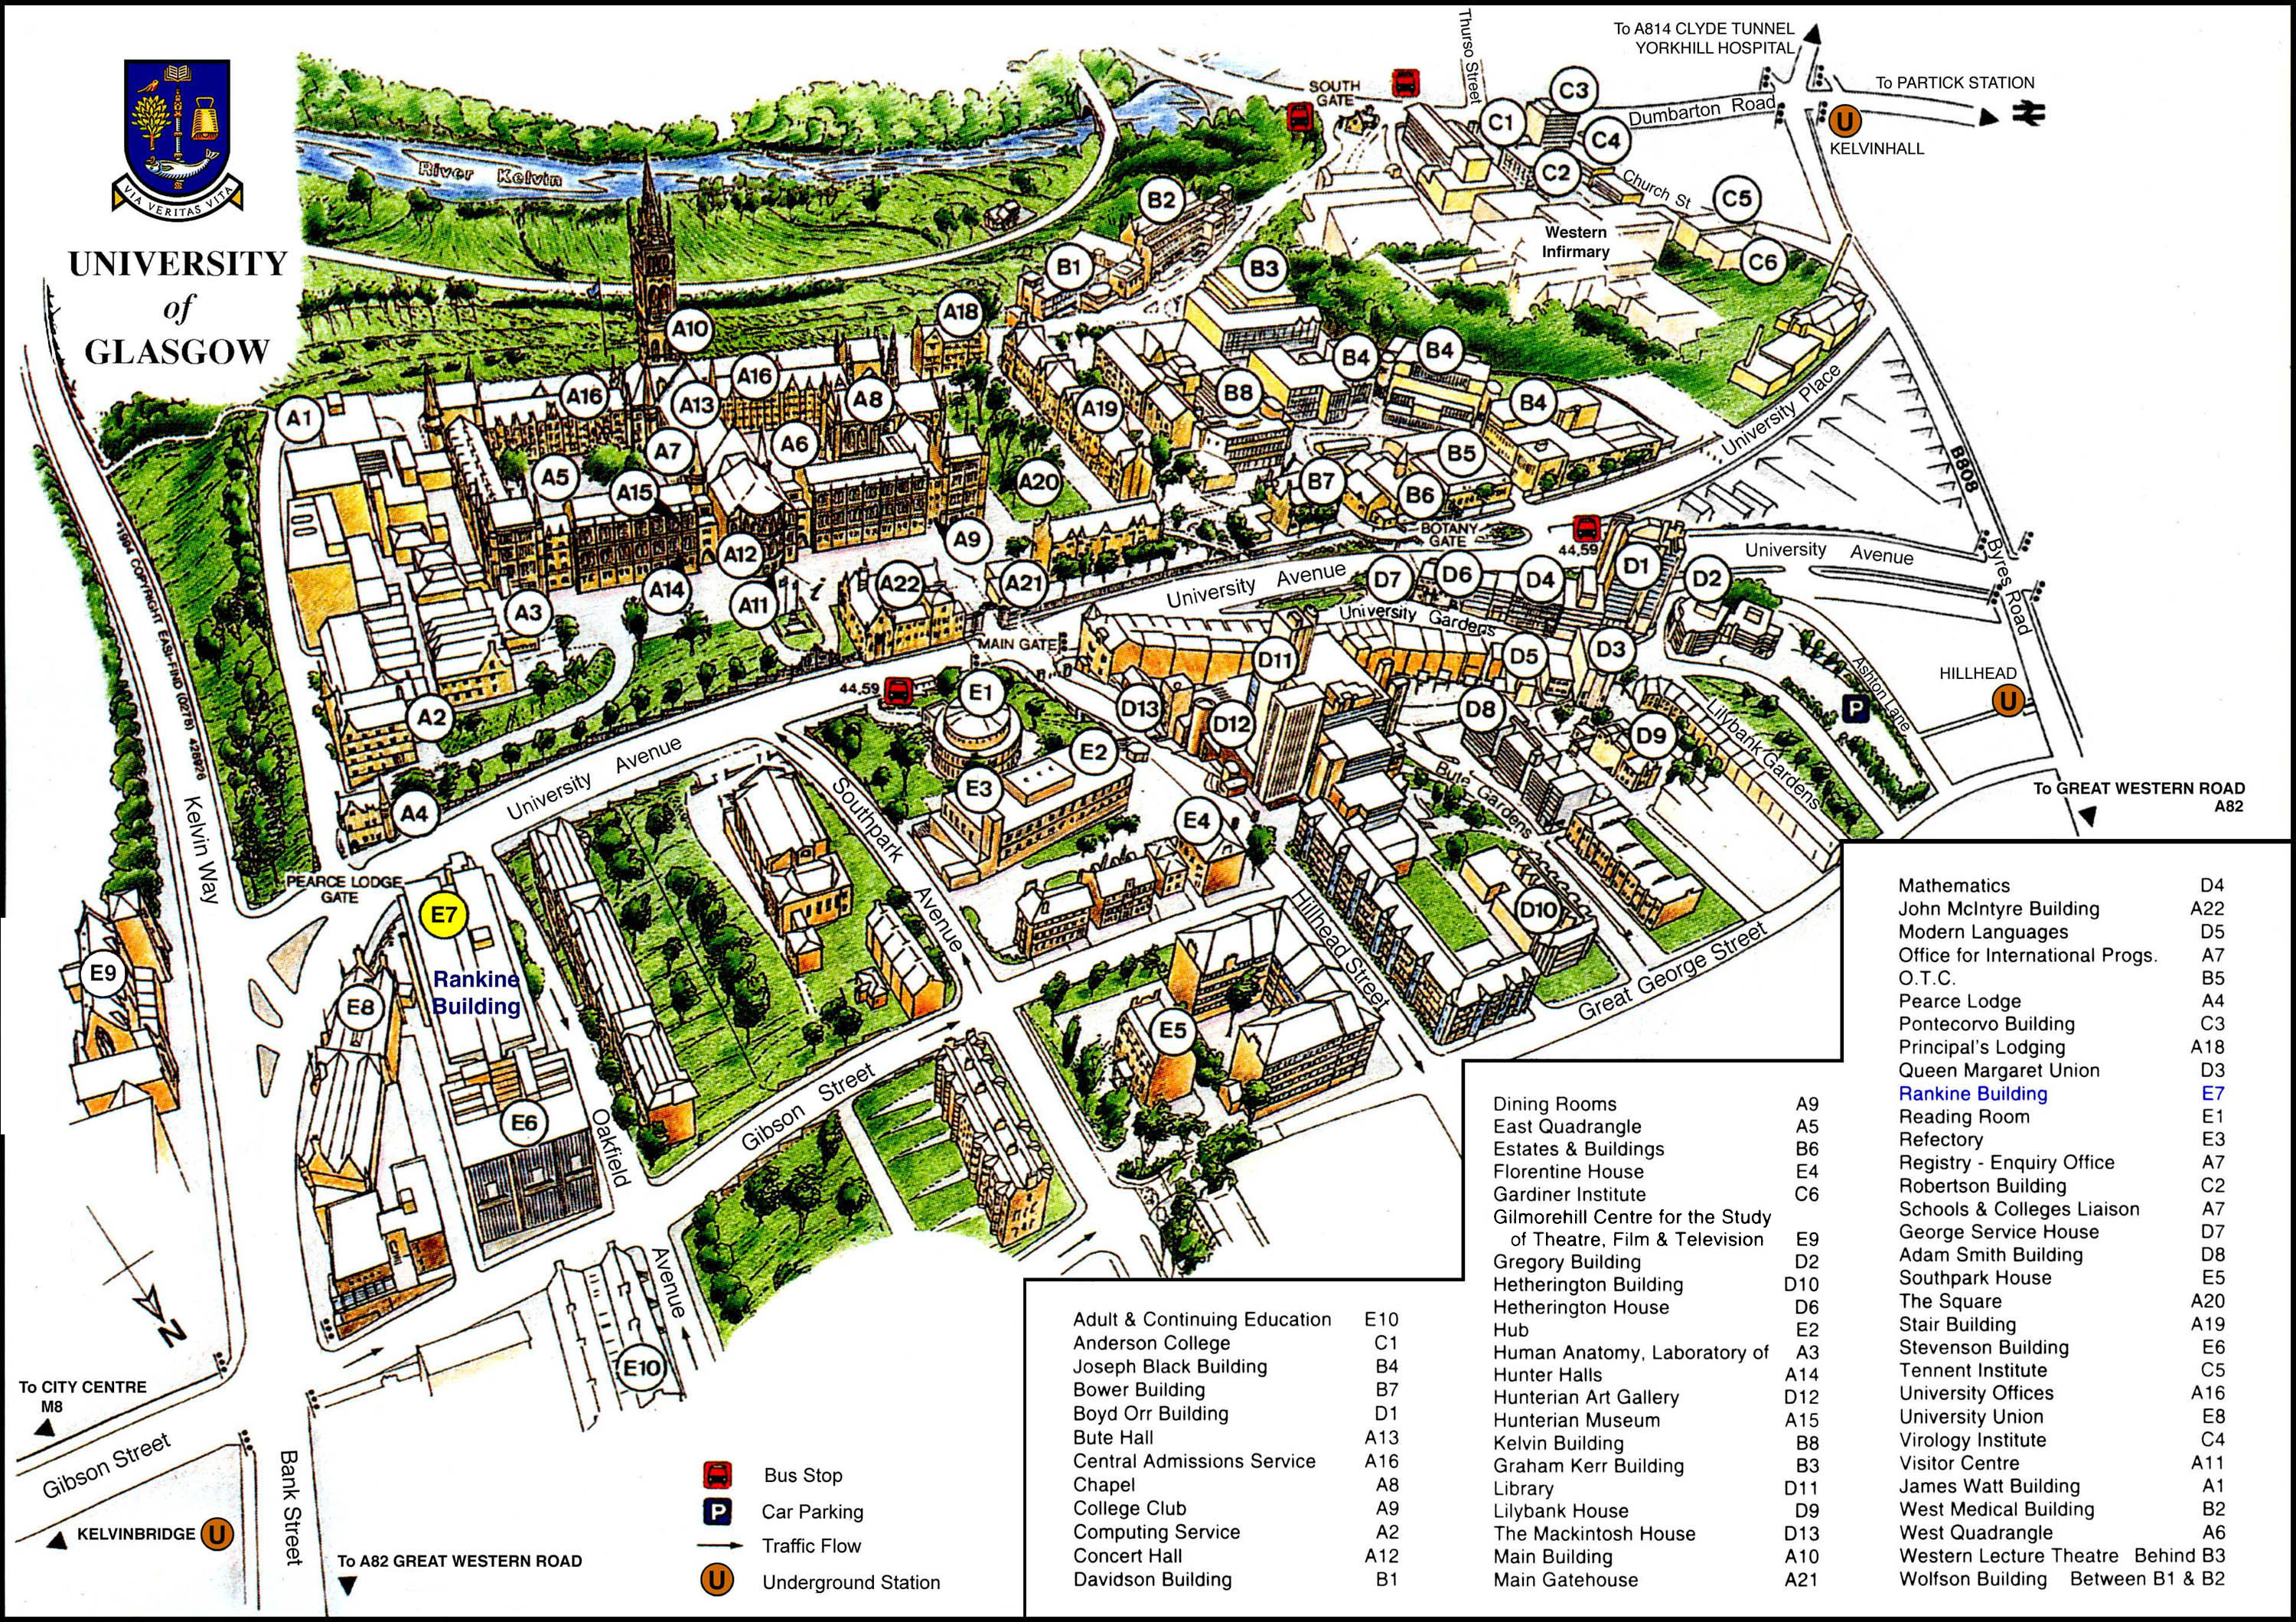 VIA VERITAS VITA
UNIVERSITY
of
GLASGOW
River Kelvin
SOUTH
GATE
Thurso Street
To A814 CLYDE TUNNEL
YORKHILL HOSPITAL
To PARTICK STATION
Dumbarton Road
U
KELVINHALL
C1
C3
C4
C2
Church St
C5
C6
Western
Infirmary
B2
B1
B3
A10
A18
A1
A16
A13
A16
A8
A19
B8
B4
B4
B4
University Place
B808
A5
A7
A6
A15
A20
B7
B6
B5
BOTANY
GATE
44,59
A9
A12
A14
A11
i
A22
A21
A3
A2
A4
University Avenue
D7
D6
D4
D1
D2
University Avenue
Byres Road
University Gardens
MAIN GATE
D11
D5
D3
Ashton Lane
HILLHEAD
U
P
44,59
E1
D13
D12
D8
D9
Lilybank Gardens
E2
E3
E4
Bute Gardens
D10
To GREAT WESTERN ROAD
A82
University Avenue
Southpark Avenue
Hillhead Street
Great George Street
©1994 COPYRIGHT EASI-FIND (0278) 425926
Kelvin Way
PEARCE LODGE
GATE
E7
Rankine
Building
E9
E8
E5
E6
Oakfield Avenue
Gibson Street
E10
N
To CITY CENTRE
M8
Gibson Street
Bank Street
KELVINBRIDGE U
To A82 GREAT WESTERN ROAD
Bus Stop
P Car Parking
Traffic Flow
U Underground Station
Adult & Continuing Education E10
Anderson College C1
Joseph Black Building B4
Bower Building B7
Boyd Orr Building D1
Bute Hall A13
Central Admissions Service A16
Chapel A8
College Club A9
Computing Service A2
Concert Hall A12
Davidson Building B1
Dining Rooms A9
East Quadrangle A5
Estates & Buildings B6
Florentine House E4
Gardiner Institute C6
Gilmorehill Centre for the Study
of Theatre, Film & Television E9
Gregory Building D2
Hetherington Building D10
Hetherington House D6
Hub E2
Human Anatomy, Laboratory of A3
Hunter Halls A14
Hunterian Art Gallery D12
Hunterian Museum A15
Kelvin Building B8
Graham Kerr Building B3
Library D11
Lilybank House D9
The Mackintosh House D13
Main Building A10
Main Gatehouse A21
Mathematics D4
John McIntyre Building A22
Modern Languages D5
Office for International Progs. A7
O.T.C. B5
Pearce Lodge A4
Pontecorvo Building C3
Principal's Lodging A18
Queen Margaret Union D3
Rankine Building E7
Reading Room E1
Refectory E3
Registry - Enquiry Office A7
Robertson Building C2
Schools & Colleges Liaison A7
George Service House D7
Adam Smith Building D8
Southpark House E5
The Square A20
Stair Building A19
Stevenson Building E6
Tennent Institute C5
University Offices A16
University Union E8
Virology Institute C4
Visitor Centre A11
James Watt Building A1
West Medical Building B2
West Quadrangle A6
Western Lecture Theatre Behind B3
Wolfson Building Between B1 & B2